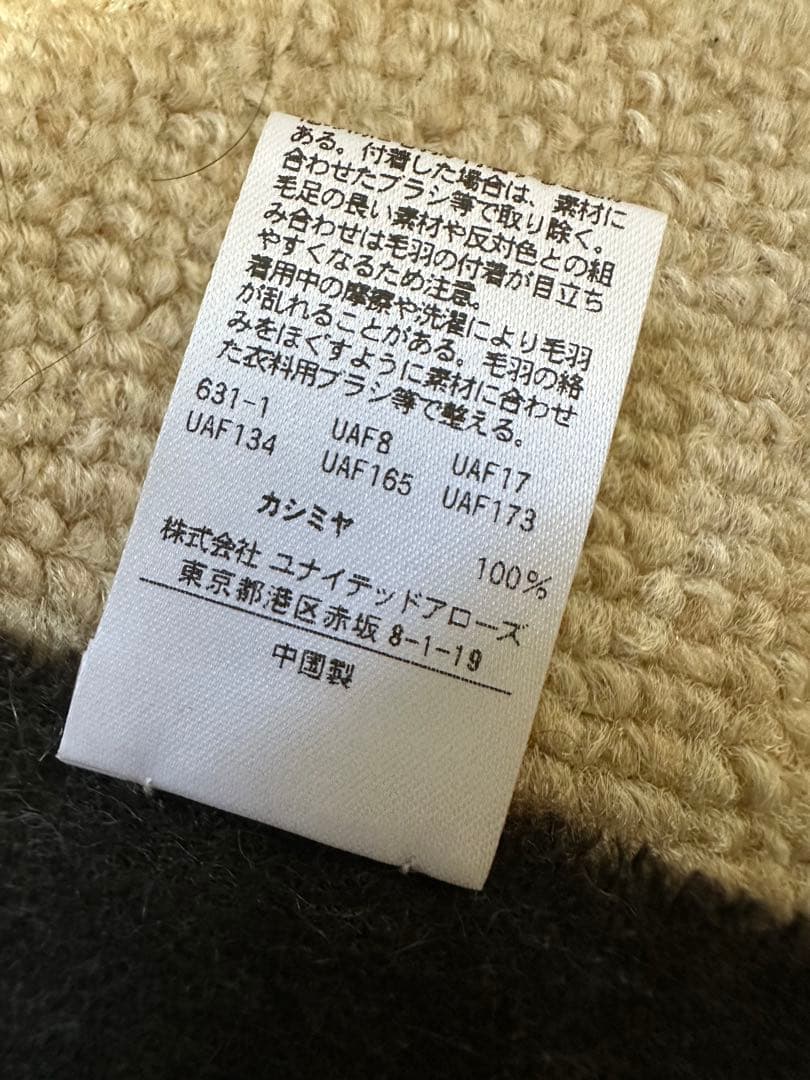 ある。付着した場合は、素材に
合わせたブラシ等で取り除く。
毛足の長い素材や反対色との組
み合わせは毛羽の付着が目立ち
やすくなるため注意。
着用中の摩擦や洗濯により毛羽
が乱れることがある。毛羽の絡
みをほぐすように素材に合わせ
た衣料用ブラシ等で整える。
631-1 UAF8 UAF17
UAF134 UAF165 UAF173
カシミヤ 100%
株式会社 ユナイテッドアローズ
東京都港区赤坂 8-1-19
中国製